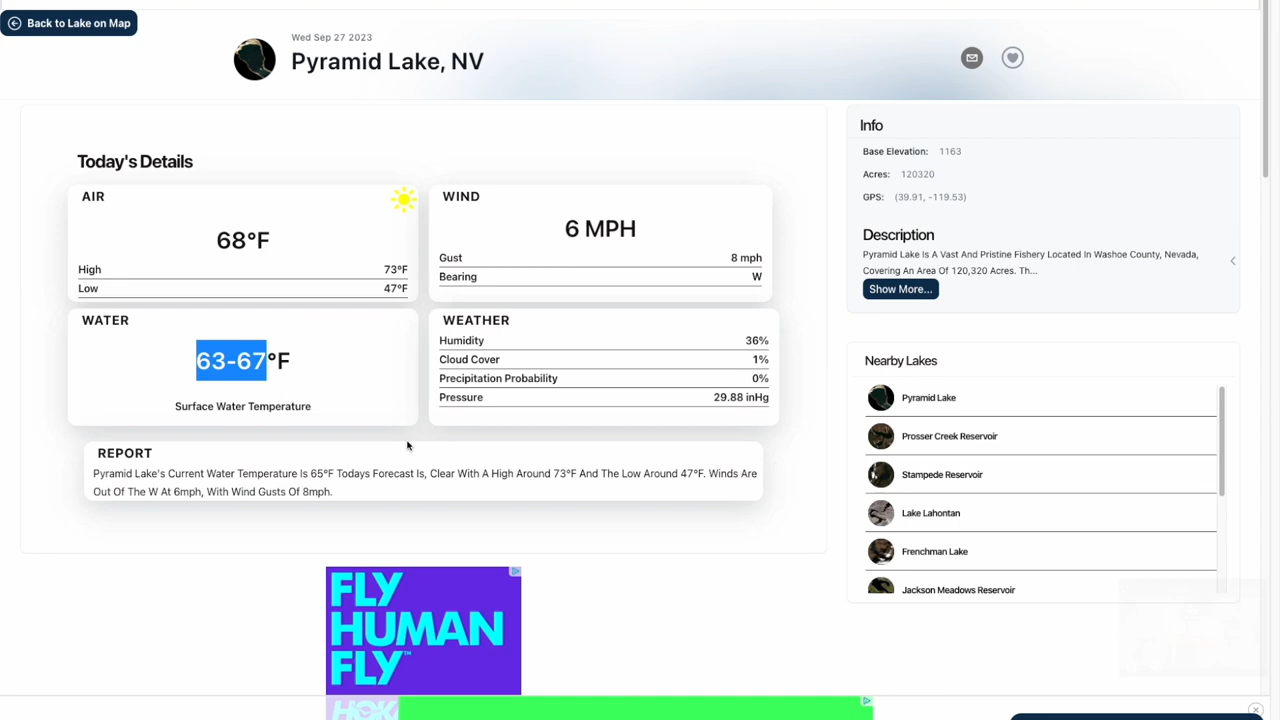 Back to Lake on Map
Wed Sep 27 2023
Pyramid Lake, NV
Today's Details
AIR
68°F
High 73°F
Low 47°F
WIND
6 MPH
Gust 8 mph
Bearing W
WATER
63-67°F
Surface Water Temperature
WEATHER
Humidity 36%
Cloud Cover 1%
Precipitation Probability 0%
Pressure 29.88 inHg
REPORT
Pyramid Lake's Current Water Temperature Is 65°F Todays Forecast Is, Clear With A High Around 73°F And The Low Around 47°F. Winds Are
Out Of The W At 6mph, With Wind Gusts Of 8mph.
Info
Base Elevation: 1163
Acres: 120320
GPS: (39.91, -119.53)
Description
Pyramid Lake Is A Vast And Pristine Fishery Located In Washoe County, Nevada,
Covering An Area Of 120,320 Acres. Th...
Show More...
Nearby Lakes
Pyramid Lake
Prosser Creek Reservoir
Stampede Reservoir
Lake Lahontan
Frenchman Lake
Jackson Meadows Reservoir
FLY
HUMAN
FLY™
HOK